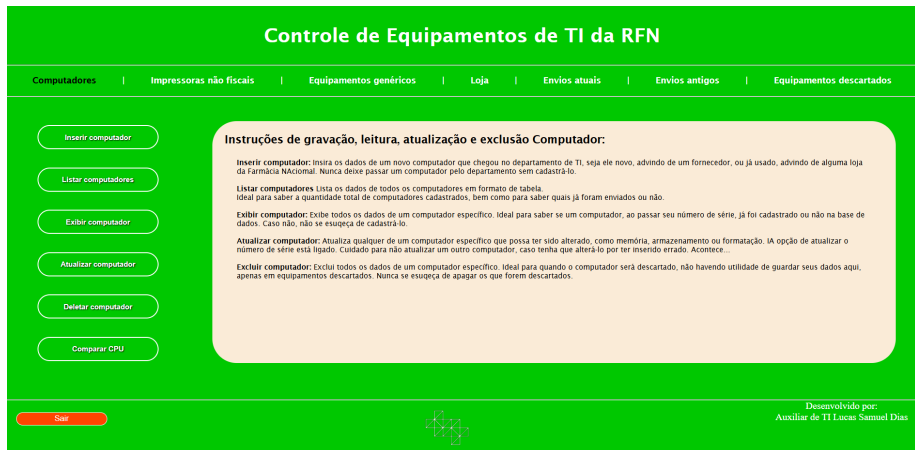 Controle de Equipamentos de TI da RFN
Computadores | Impressoras não fiscais | Equipamentos genéricos | Loja | Envios atuais | Envios antigos | Equipamentos descartados
Inserir computador
Listar computadores
Exibir computador
Atualizar computador
Deletar computador
Comparar CPU
Instruções de gravação, leitura, atualização e exclusão Computador:
Inserir computador: Insira os dados de um novo computador que chegou no departamento de TI, seja ele novo, advindo de um fornecedor, ou já usado, advindo de alguma loja
da Farmácia NAcional. Nunca deixe passar um computador pelo departamento sem cadastrá-lo.
Listar computadores Lista os dados de todos os computadores em formato de tabela.
Ideal para saber a quantidade total de computadores cadastrados, bem como para saber quais já foram enviados ou não.
Exibir computador: Exibe todos os dados de um computador específico. Ideal para saber se um computador, ao passar seu número de série, já foi cadastrado ou não na base de
dados. Caso não, não se esuqeça de cadastrá-lo.
Atualizar computador: Atualiza qualquer de um computador específico que possa ter sido alterado, como memória, armazenamento ou formatação. IA opção de atualizar o
número de série está ligado. Cuidado para não atualizar um outro computador, caso tenha que alterá-lo por ter inserido errado. Acontece...
Excluir computador: Exclui todos os dados de um computador específico. Ideal para quando o computador será descartado, não havendo utilidade de guardar seus dados aqui,
apenas em equipamentos descartados. Nunca se esuqeça de apagar os que forem descartados.
Sair
Desenvolvido por:
Auxiliar de TI Lucas Samuel Dias